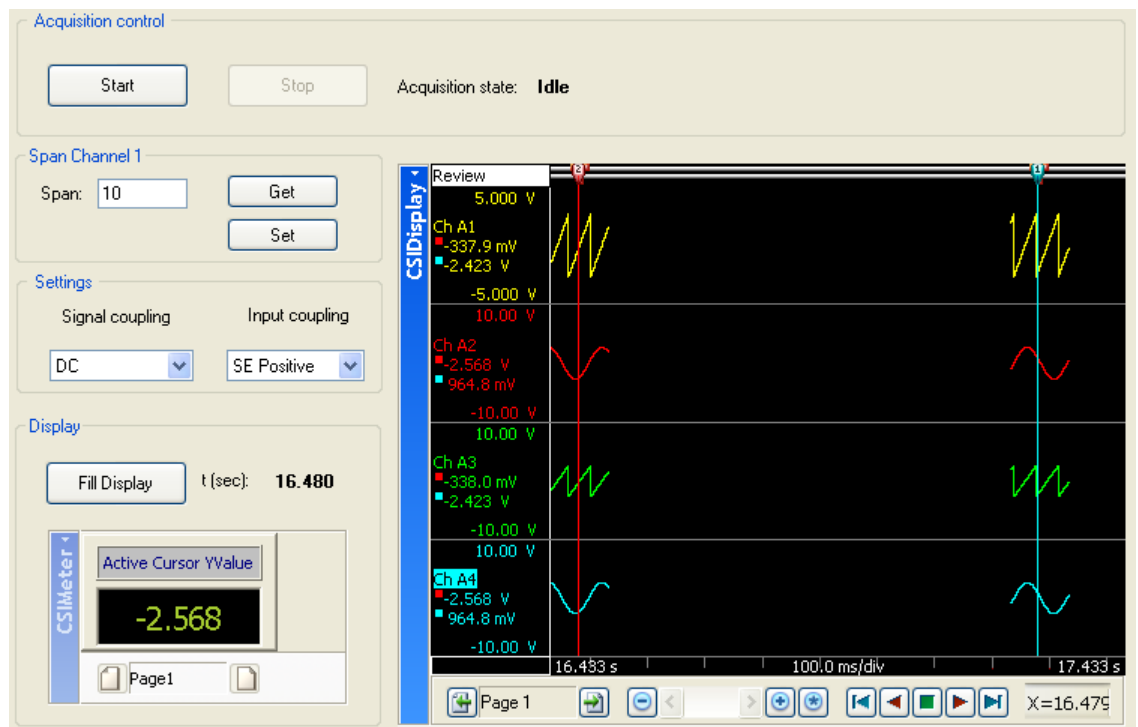 Acquisition control
Start
Stop
Acquisition state: Idle
Span Channel 1
Span: 10
Get
Set
Settings
Signal coupling
Input coupling
DC
SE Positive
Display
Fill Display
t (sec): 16.480
CSIMeter
Active Cursor YValue
-2.568
Page1
CSIDisplay
Review
2
1
5.000 V
Ch A1
-337.9 mV
-2.423 V
-5.000 V
10.00 V
Ch A2
-2.568 V
964.8 mV
-10.00 V
10.00 V
Ch A3
-338.0 mV
-2.423 V
-10.00 V
10.00 V
Ch A4
-2.568 V
964.8 mV
-10.00 V
16.433 s
100.0 ms/div
17.433 s
Page 1
X=16.479